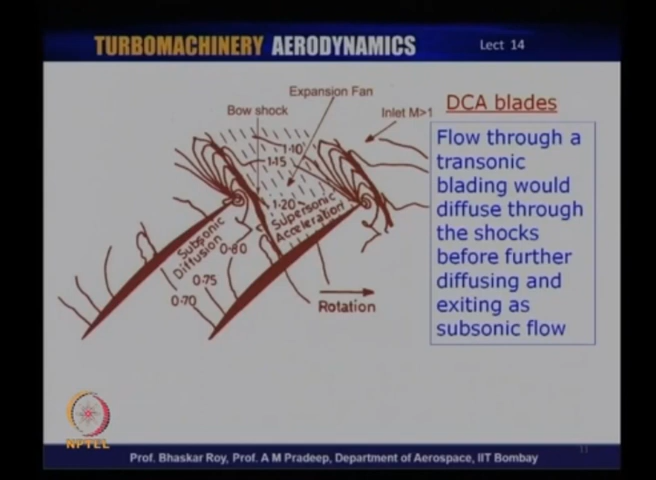 TURBOMACHINERY AERODYNAMICS
Lect 14
Expansion Fan
Bow shock
Inlet M>1
DCA blades
1.10
1.15
1.20
Supersonic
Acceleration
Subsonic
Diffusion
0.80
0.75
0.70
Rotation
Flow through a
transonic
blading would
diffuse through
the shocks
before further
diffusing and
exiting as
subsonic flow
NPTEL
11
Prof. Bhaskar Roy, Prof. A M Pradeep, Department of Aerospace, IIT Bombay